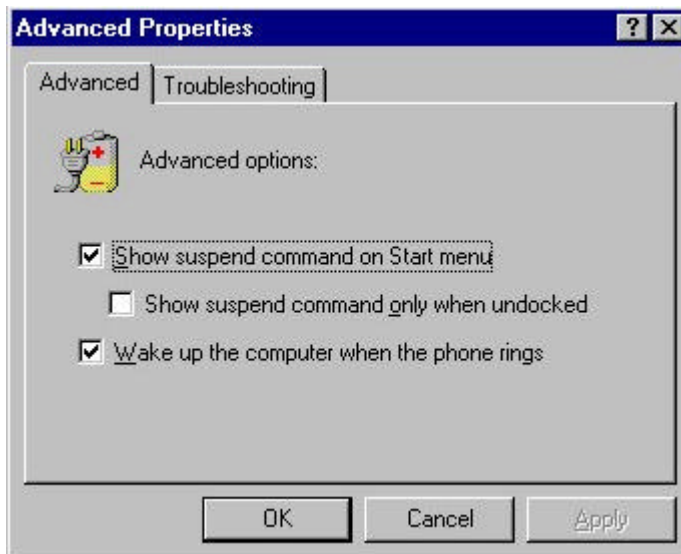 Advanced Properties
Advanced Troubleshooting
Advanced options:
Show suspend command on Start menu
Show suspend command only when undocked
Wake up the computer when the phone rings
OK Cancel Apply